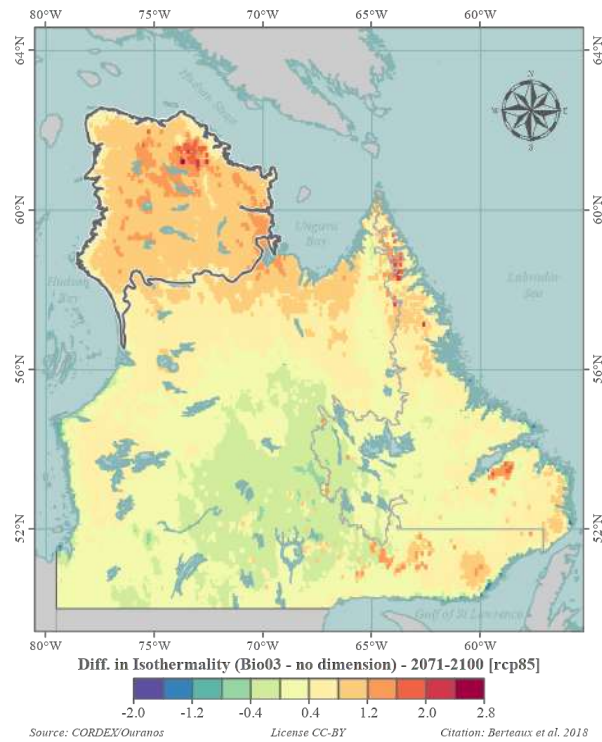 80°W 75°W 70°W 65°W 60°W
64°N 64°N
Hudson Strait
N
W E
S
60°N 60°N
Ungava
Bay
Hudson
Bay
Labrador
Sea
56°N 56°N
52°N 52°N
Gulf of St Lawrence
80°W 75°W 70°W 65°W 60°W
Diff. in Isothermality (Bio03 - no dimension) - 2071-2100 [rcp85]
-2.0 -1.2 -0.4 0.4 1.2 2.0 2.8
Source: CORDEX/Ouranos License CC-BY Citation: Berteaux et al. 2018